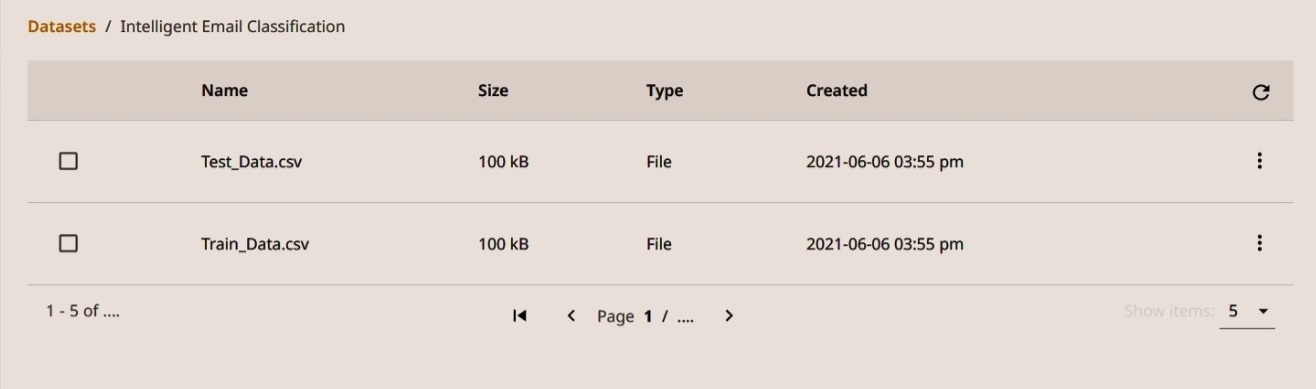 Datasets / Intelligent Email Classification
Name Size Type Created
Test_Data.csv 100 kB File 2021-06-06 03:55 pm
Train_Data.csv 100 kB File 2021-06-06 03:55 pm
1 - 5 of .... Page 1 / .... Show items: 5